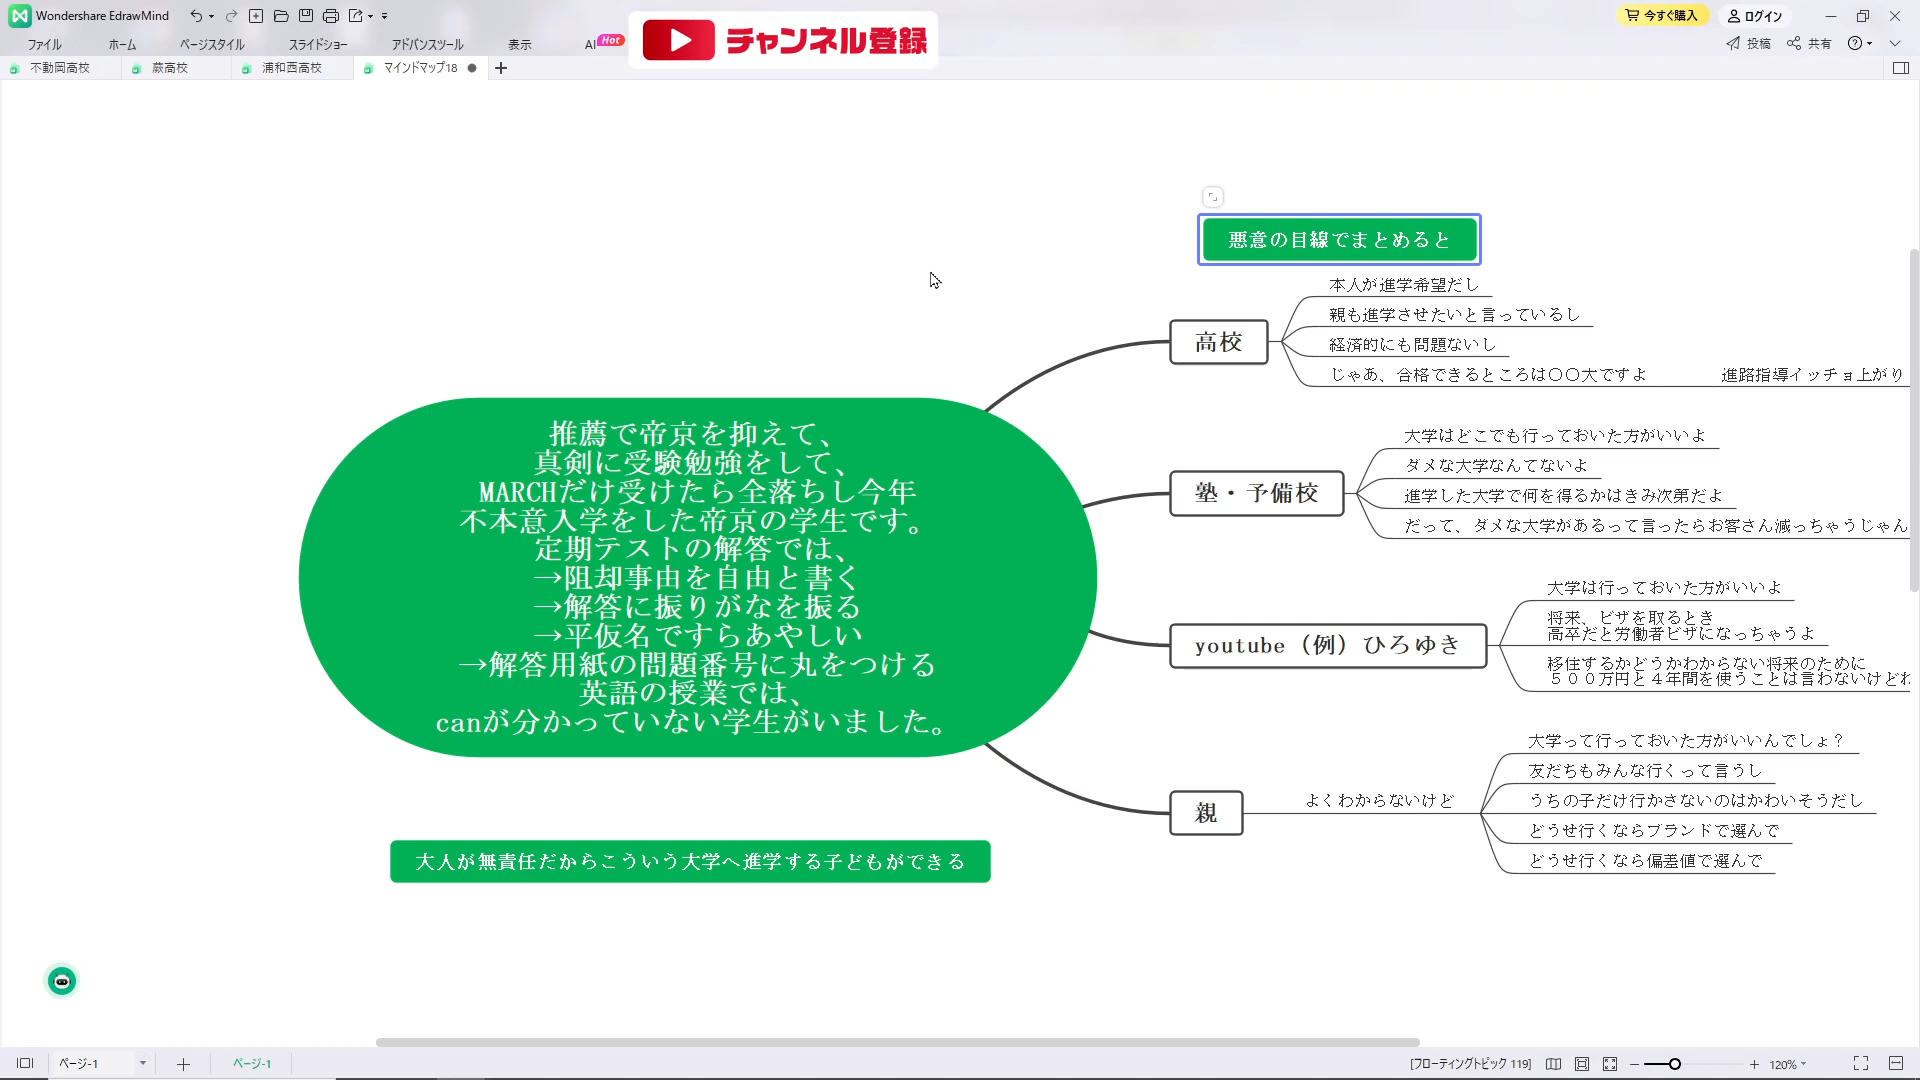 Wondershare EdrawMind
今すぐ購入
ログイン
ファイル
ホーム
ページスタイル
スライドショー
アドバンスツール
表示
AI
Hot
チャンネル登録
投稿
共有
不動岡高校
蕨高校
浦和西高校
マインドマップ18
悪意の目線でまとめると
高校
本人が進学希望だし
親も進学させたいと言っているし
経済的にも問題ないし
じゃあ、合格できるところは〇〇大ですよ
進路指導イッチョ上がり
推薦で帝京を抑えて、
真剣に受験勉強をして、
MARCHだけ受けたら全落ちし今年
不本意入学をした帝京の学生です。
定期テストの解答では、
→阻却事由を自由と書く
→解答に振りがなを振る
→平仮名ですらあやしい
→解答用紙の問題番号に丸をつける
英語の授業では、
canが分かっていない学生がいました。
塾・予備校
大学はどこでも行っておいた方がいいよ
ダメな大学なんてないよ
進学した大学で何を得るかはきみ次第だよ
だって、ダメな大学があるって言ったらお客さん減っちゃうじゃん
youtube（例）ひろゆき
大学は行っておいた方がいいよ
将来、ビザを取るとき
高卒だと労働者ビザになっちゃうよ
移住するかどうかわからない将来のために
５００万円と４年間を使うことは言わないけどね
親
よくわからないけど
大学って行っておいた方がいいんでしょ？
友だちもみんな行くって言うし
うちの子だけ行かさないのはかわいそうだし
どうせ行くならブランドで選んで
どうせ行くなら偏差値で選んで
大人が無責任だからこういう大学へ進学する子どもができる
ページ-1
ページ-1
[フローティングトピック 119]
120%